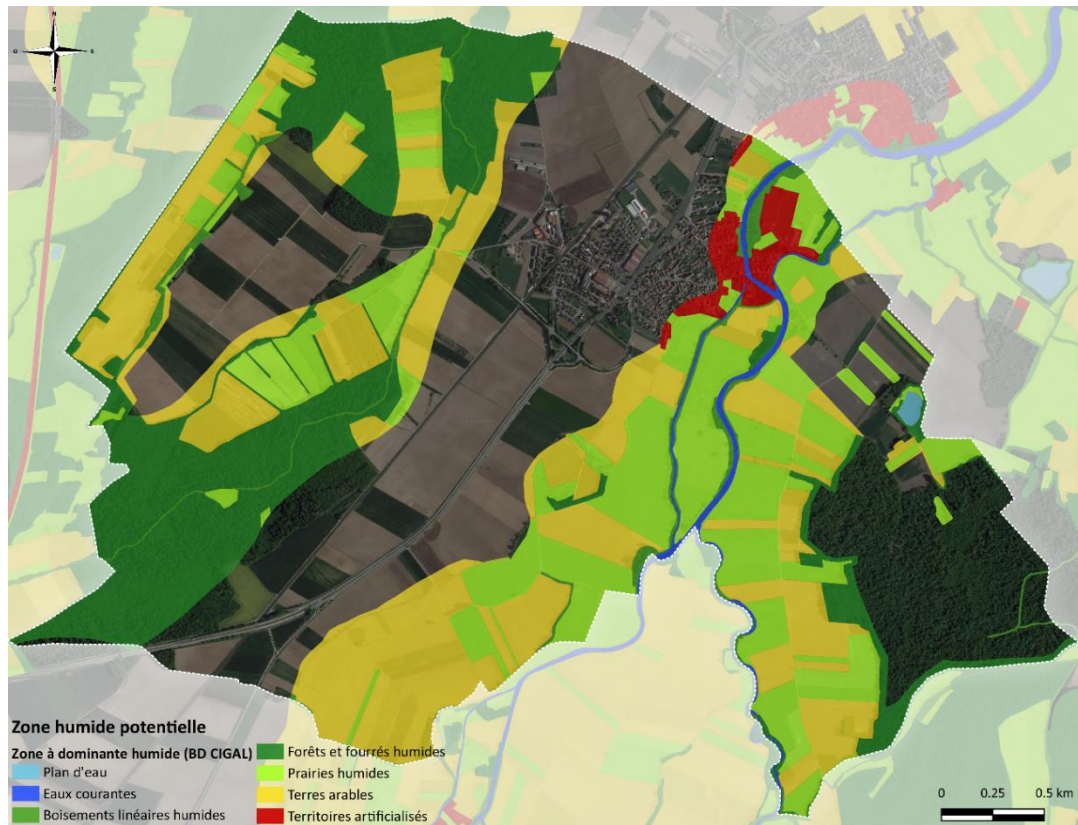 N
O E
S
Zone humide potentielle
Zone à dominante humide (BD CIGAL)
Plan d'eau
Eaux courantes
Boisements linéaires humides
Forêts et fourrés humides
Prairies humides
Terres arables
Territoires artificialisés
0 0.25 0.5 km